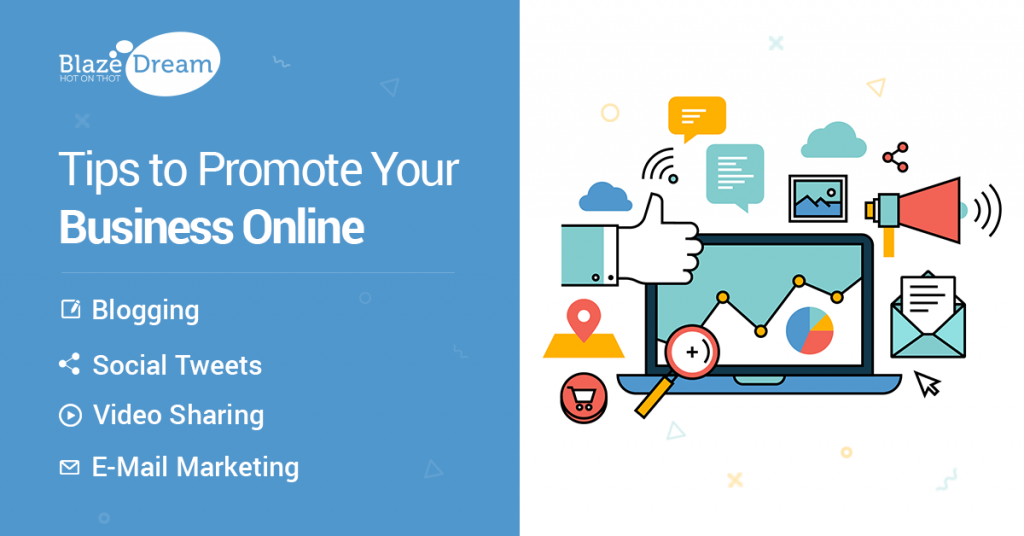 Blaze Dream
HOT ON THOT
Tips to Promote Your
Business Online
Blogging
Social Tweets
Video Sharing
E-Mail Marketing